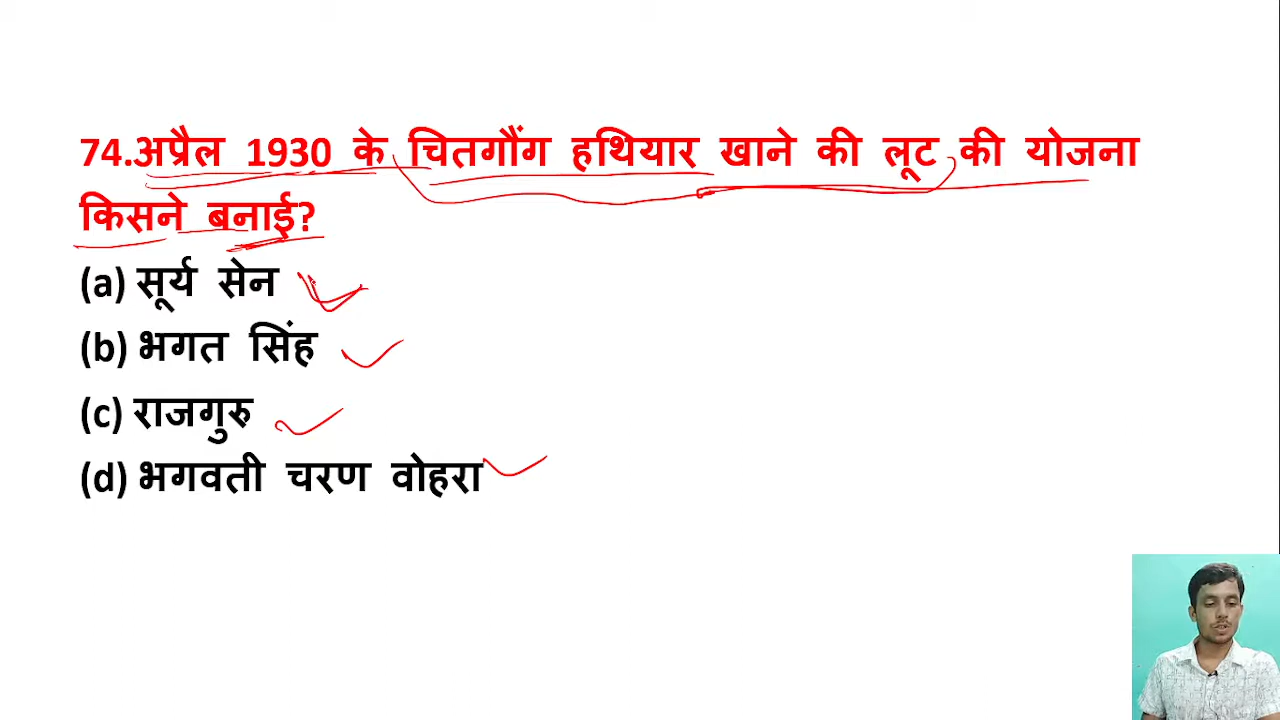 74.अप्रैल 1930 के चितगौंग हथियार खाने की लूट की योजना
किसने बनाई?
(a) सूर्य सेन
(b) भगत सिंह
(c) राजगुरु
(d) भगवती चरण वोहरा